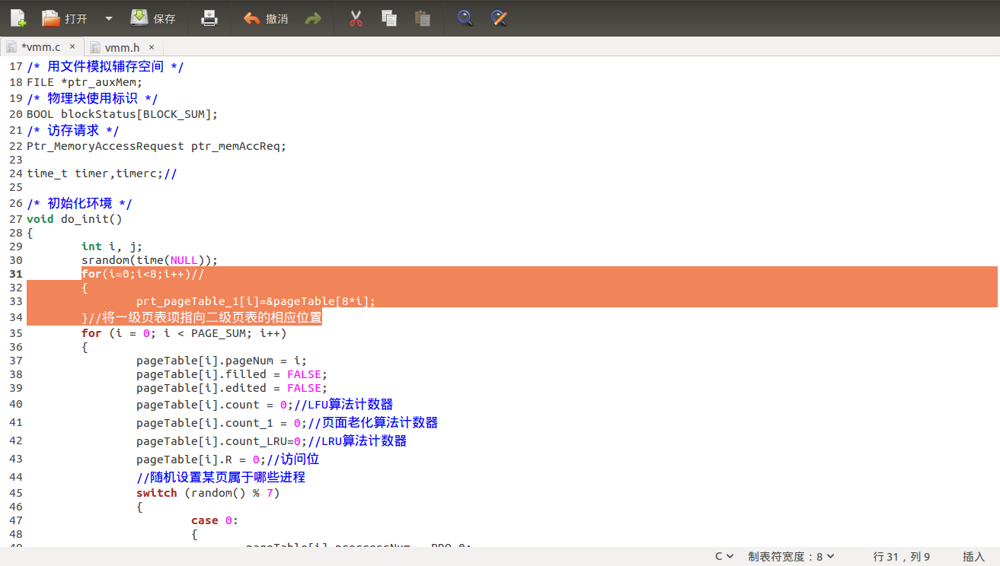 打开
保存
撤消
*vmm.c ×
vmm.h ×
17 /* 用文件模拟辅存空间 */
18 FILE *ptr_auxMem;
19 /* 物理块使用标识 */
20 BOOL blockStatus[BLOCK_SUM];
21 /* 访存请求 */
22 Ptr_MemoryAccessRequest ptr_memAccReq;
23
24 time_t timer,timerc;//
25
26 /* 初始化环境 */
27 void do_init()
28 {
29 int i, j;
30 srandom(time(NULL));
31 for(i=0;i<8;i++)//
32 {
33 prt_pageTable_1[i]=&pageTable[8*i];
34 }//将一级页表项指向二级页表的相应位置
35 for (i = 0; i < PAGE_SUM; i++)
36 {
37 pageTable[i].pageNum = i;
38 pageTable[i].filled = FALSE;
39 pageTable[i].edited = FALSE;
40 pageTable[i].count = 0;//LFU算法计数器
41 pageTable[i].count_1 = 0;//页面老化算法计数器
42 pageTable[i].count_LRU=0;//LRU算法计数器
43 pageTable[i].R = 0;//访问位
44 //随机设置某页属于哪些进程
45 switch (random() % 7)
46 {
47 case 0:
48 {
C 制表符宽度：8 行 31，列 9 插入